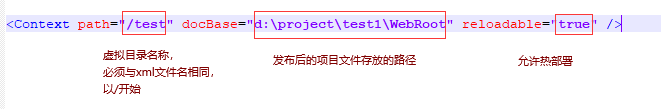 <Context path="/test" docBase="d:\project\test1\WebRoot" reloadable="true" />
虚拟目录名称,
必须与xml文件名相同,
以/开始
发布后的项目文件存放的路径
允许热部署